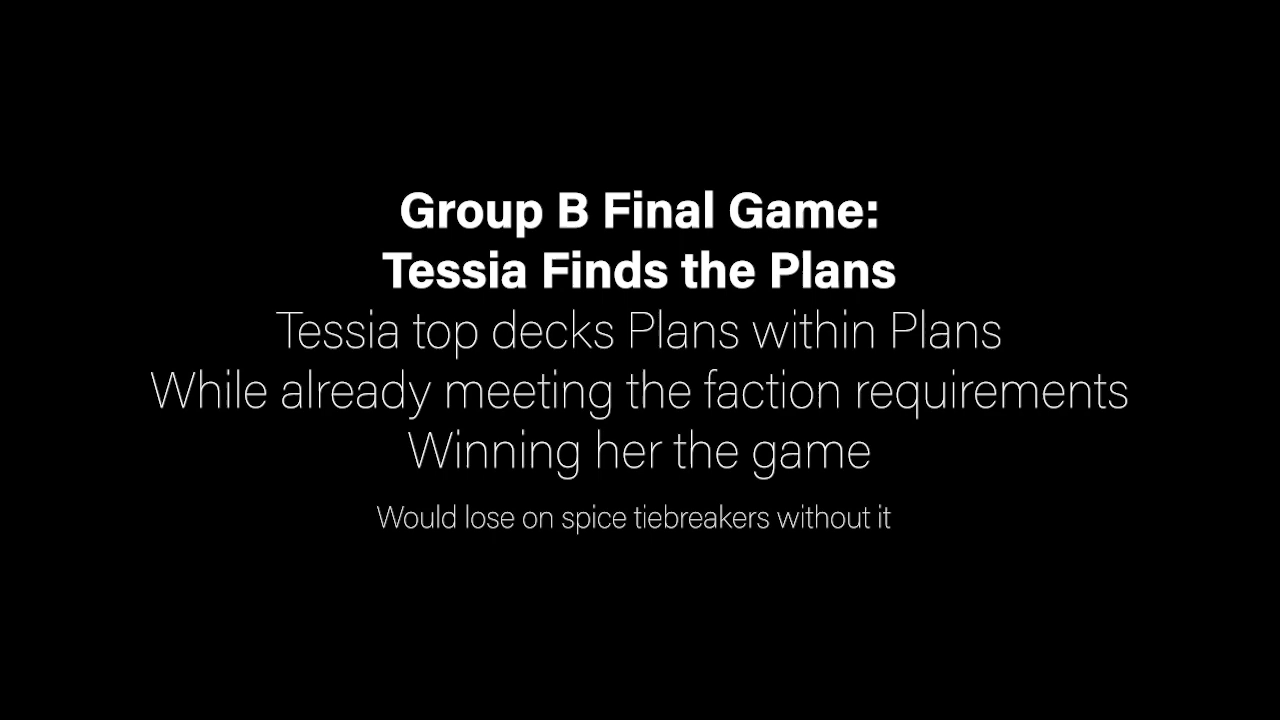 Group B Final Game:
Tessia Finds the Plans
Tessia top decks Plans within Plans
While already meeting the faction requirements
Winning her the game
Would lose on spice tiebreakers without it